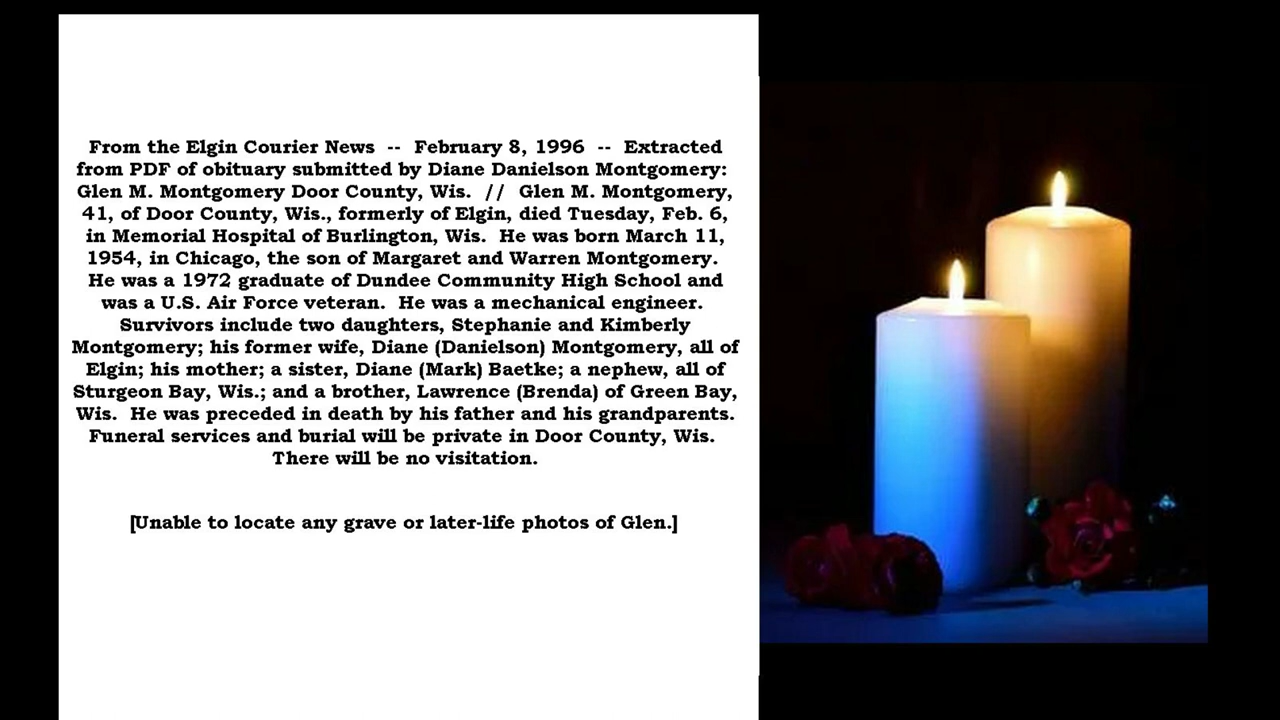 From the Elgin Courier News -- February 8, 1996 -- Extracted
from PDF of obituary submitted by Diane Danielson Montgomery:
Glen M. Montgomery Door County, Wis. // Glen M. Montgomery,
41, of Door County, Wis., formerly of Elgin, died Tuesday, Feb. 6,
in Memorial Hospital of Burlington, Wis. He was born March 11,
1954, in Chicago, the son of Margaret and Warren Montgomery.
He was a 1972 graduate of Dundee Community High School and
was a U.S. Air Force veteran. He was a mechanical engineer.
Survivors include two daughters, Stephanie and Kimberly
Montgomery; his former wife, Diane (Danielson) Montgomery, all of
Elgin; his mother; a sister, Diane (Mark) Baetke; a nephew, all of
Sturgeon Bay, Wis.; and a brother, Lawrence (Brenda) of Green Bay,
Wis. He was preceded in death by his father and his grandparents.
Funeral services and burial will be private in Door County, Wis.
There will be no visitation.
[Unable to locate any grave or later-life photos of Glen.]